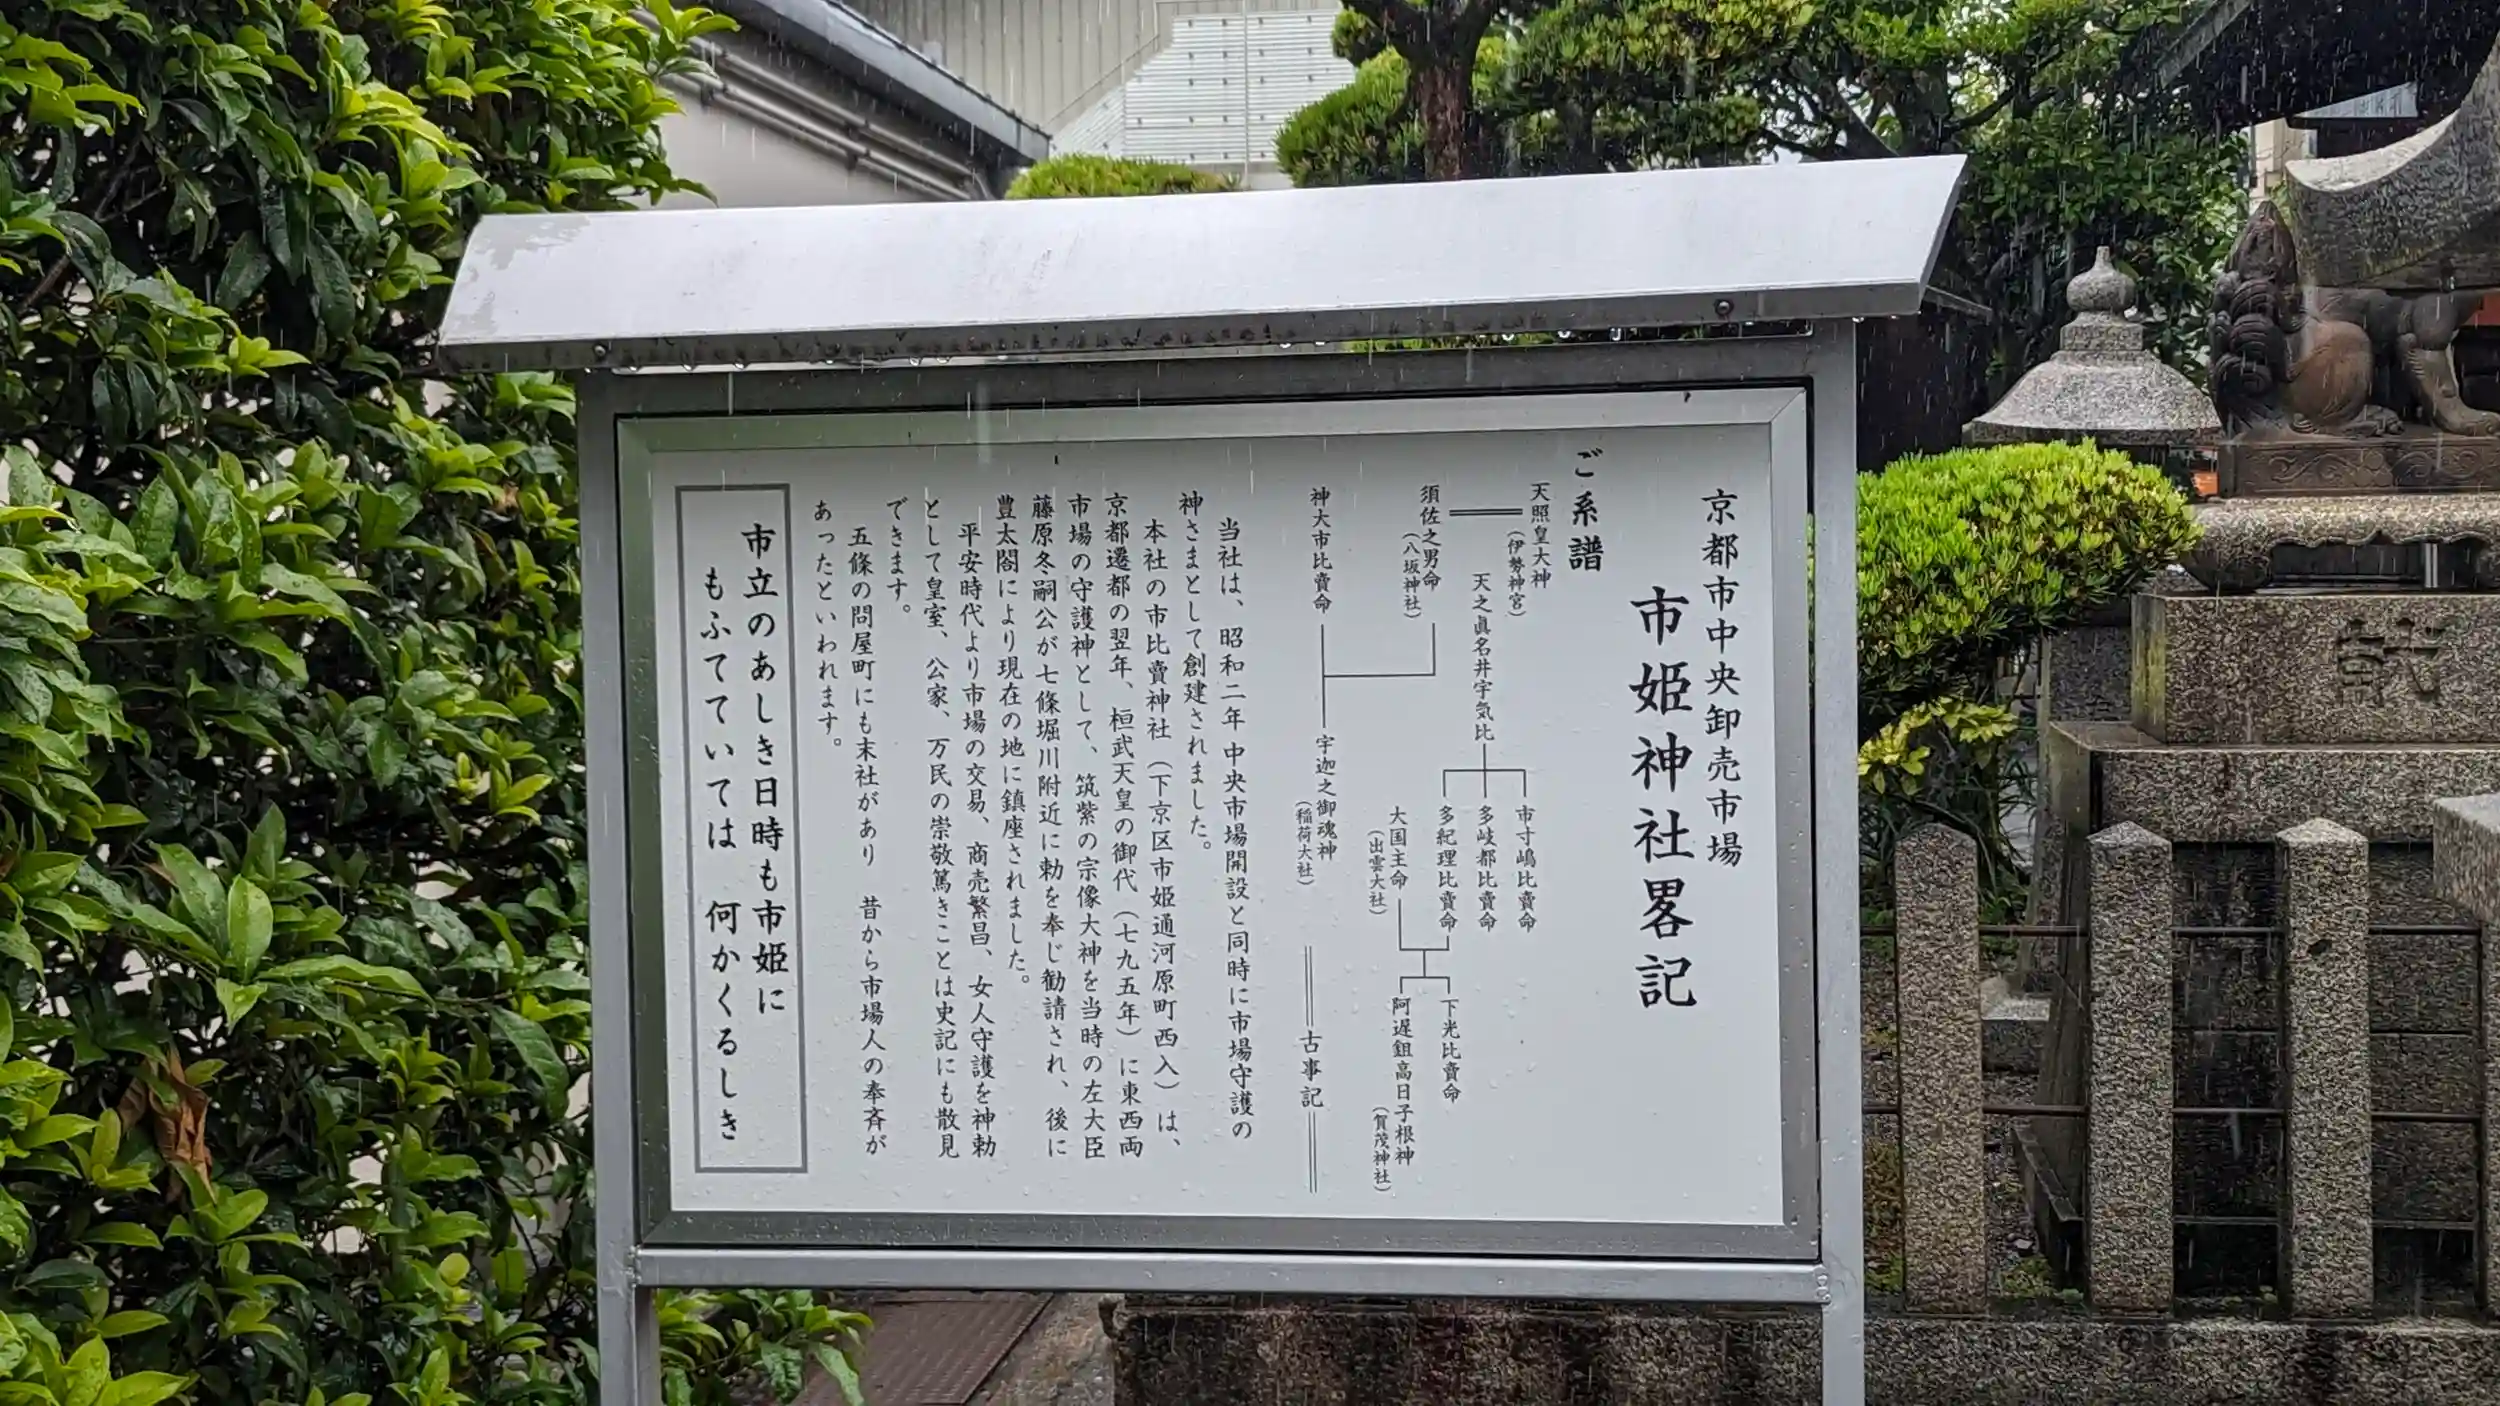 京都市中央卸売市場
市姫神社畧記
ご系譜
天照皇大神
(伊勢神宮)
須佐之男命
(八坂神社)
天之眞名井宇気比
市寸嶋比賣命
多岐都比賣命
多紀理比賣命
大国主命
(出雲大社)
下光比賣命
阿遅鉏高日子根神
(賀茂神社)
神大市比賣命
宇迦之御魂神
(稲荷大社)
古事記
当社は、昭和二年 中央市場開設と同時に市場守護の
神さまとして創建されました。
本社の市比賣神社(下京区市姫通河原町西入)は、
京都遷都の翌年、桓武天皇の御代(七九五年)に東西両
市場の守護神として、筑紫の宗像大神を当時の左大臣
藤原冬嗣公が七條堀川附近に勅を奉じ勧請され、後に
豊太閤により現在の地に鎮座されました。
平安時代より市場の交易、商売繁昌、女人守護を神勅
として皇室、公家、万民の崇敬篤きことは史記にも散見
できます。
五條の問屋町にも末社があり 昔から市場人の奉斉が
あったといわれます。
市立のあしき日時も市姫に
もふてていては 何かくるしき